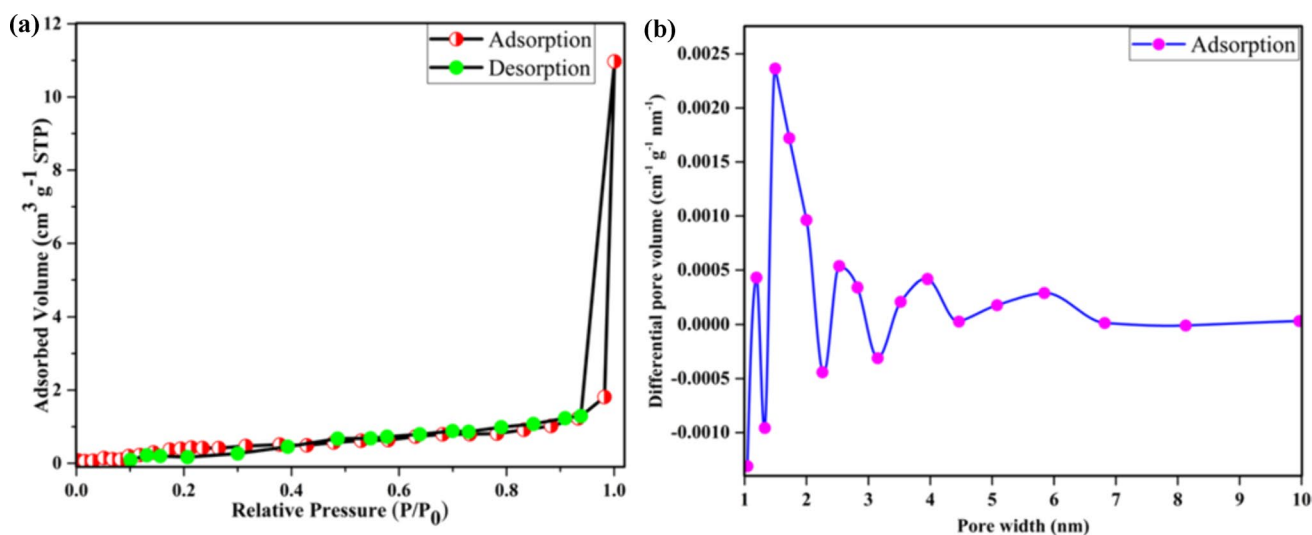 (a)
Adsorption
Desorption
Adsorbed Volume (cm³ g⁻¹ STP)
12
10
8
6
4
2
0
0.0 0.2 0.4 0.6 0.8 1.0
Relative Pressure (P/P₀)
(b)
Adsorption
Differential pore volume (cm⁻¹ g⁻¹ nm⁻¹)
0.0025
0.0020
0.0015
0.0010
0.0005
0.0000
-0.0005
-0.0010
1 2 3 4 5 6 7 8 9 10
Pore width (nm)